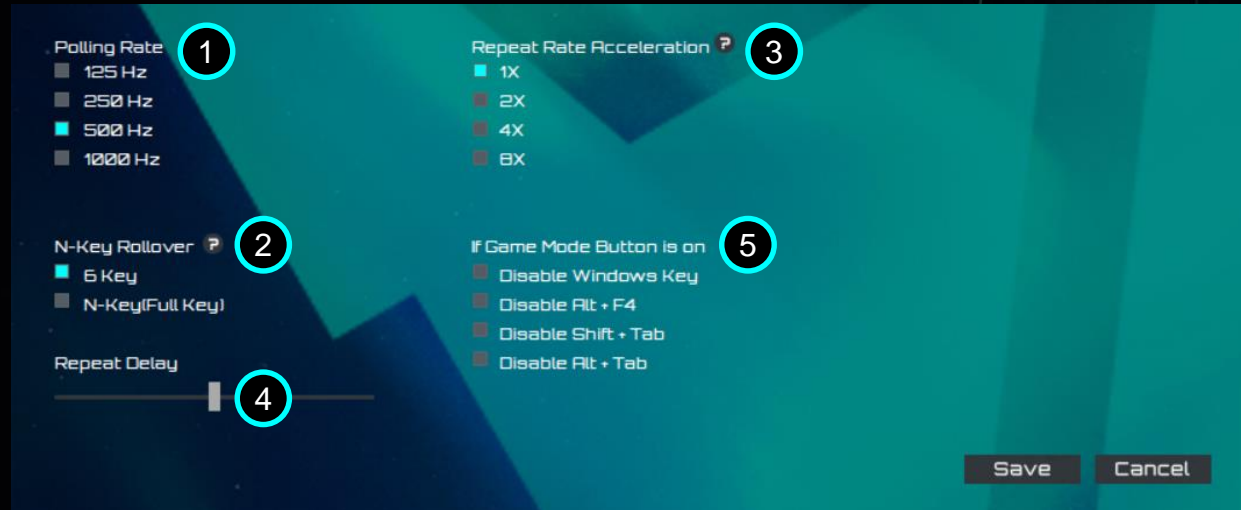 Polling Rate 1
125 Hz
250 Hz
500 Hz
1000 Hz
Repeat Rate Acceleration ? 3
1X
2X
4X
8X
N-Key Rollover ? 2
6 Key
N-Key(Full Key)
Repeat Delay
4
If Game Mode Button is on 5
Disable Windows Key
Disable Alt + F4
Disable Shift + Tab
Disable Alt + Tab
Save Cancel